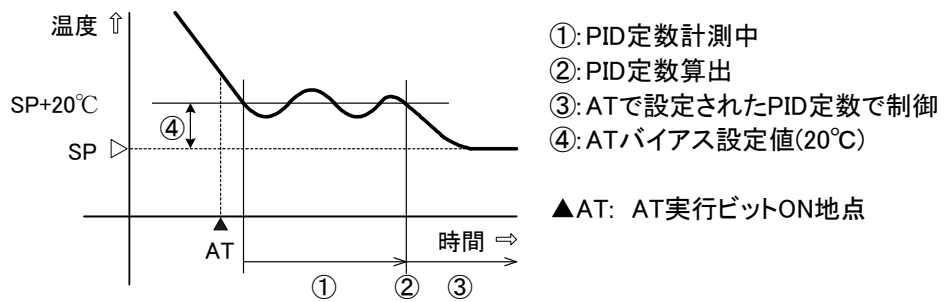 温度 ⇧
SP+20℃
④
SP
AT
時間 ⇨
① ② ③
①:PID定数計測中
②:PID定数算出
③:ATで設定されたPID定数で制御
④:ATバイアス設定値(20℃)
▲AT: AT実行ビットON地点